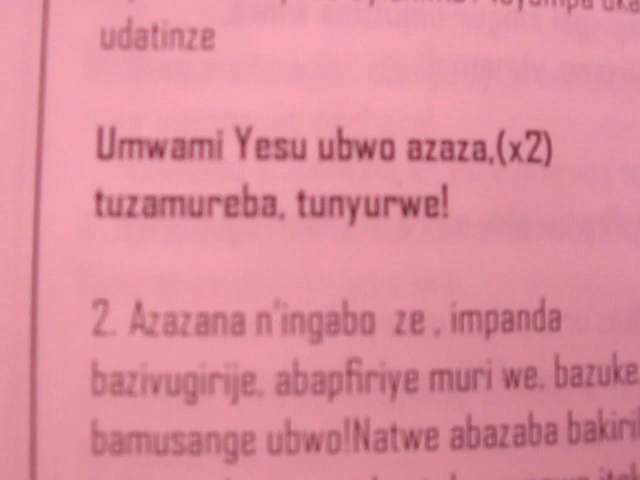 udatinze
Umwami Yesu ubwo azaza,(x2)
tuzamureba, tunyurwe!
2. Azazana n'ingabo ze , impanda
bazivugirije, abapfiriye muri we, bazuke,
bamusange ubwo!Natwe abazaba